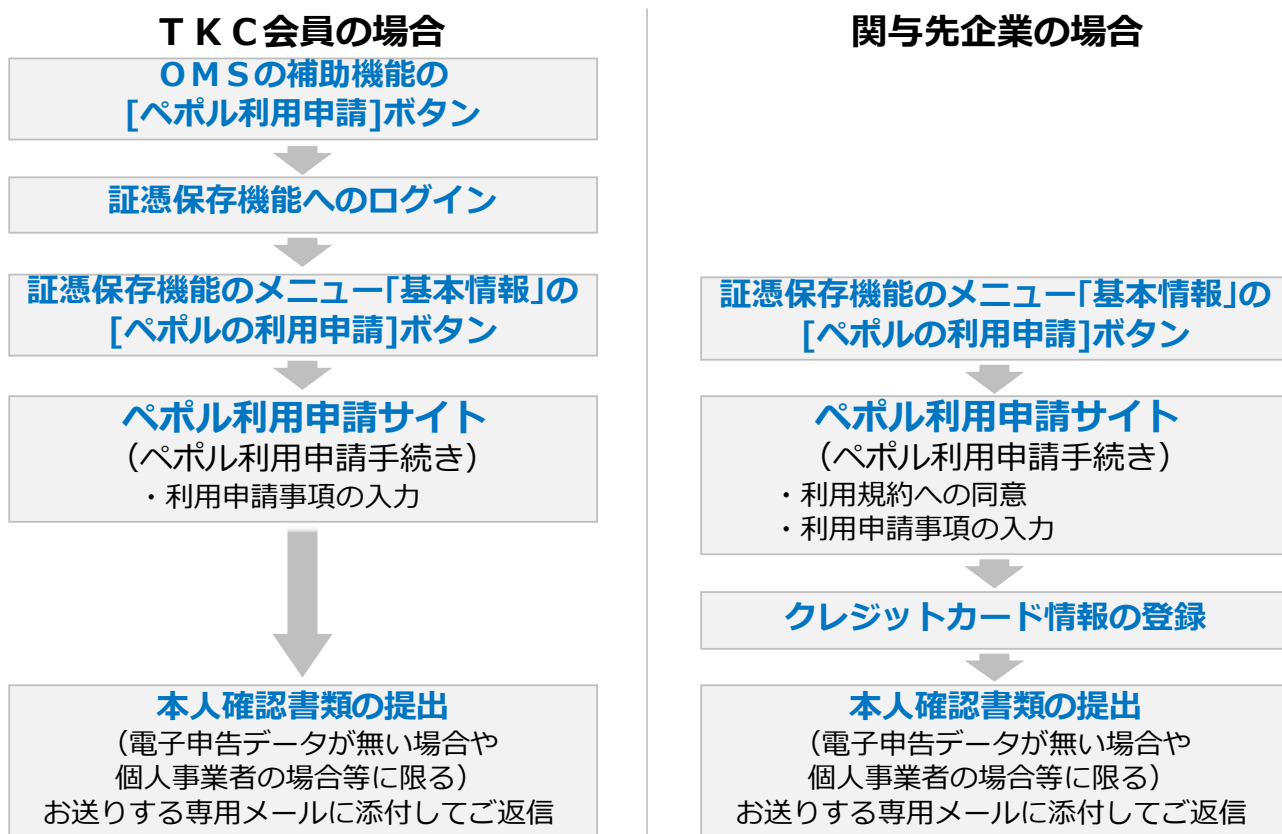 ＴＫＣ会員の場合
ＯＭＳの補助機能の
[ペポル利用申請]ボタン
証憑保存機能へのログイン
証憑保存機能のメニュー「基本情報」の
[ペポルの利用申請]ボタン
ペポル利用申請サイト
（ペポル利用申請手続き）
・利用申請事項の入力
本人確認書類の提出
（電子申告データが無い場合や
個人事業者の場合等に限る）
お送りする専用メールに添付してご返信
関与先企業の場合
証憑保存機能のメニュー「基本情報」の
[ペポルの利用申請]ボタン
ペポル利用申請サイト
（ペポル利用申請手続き）
・利用規約への同意
・利用申請事項の入力
クレジットカード情報の登録
本人確認書類の提出
（電子申告データが無い場合や
個人事業者の場合等に限る）
お送りする専用メールに添付してご返信